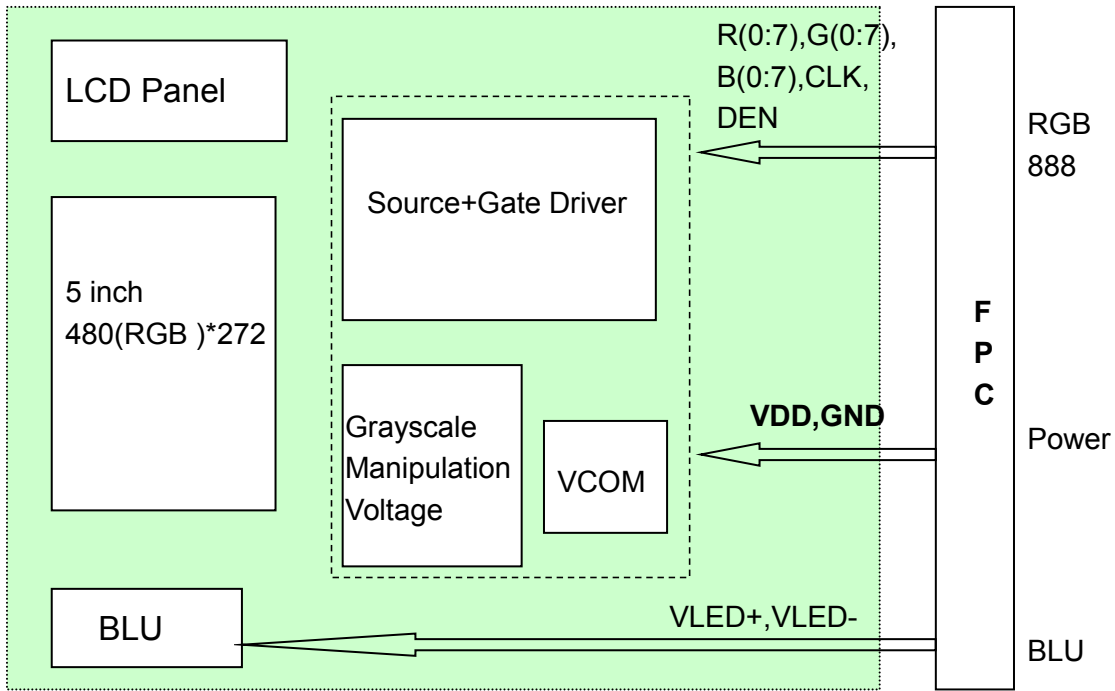 LCD Panel
5 inch
480(RGB )*272
BLU
Source+Gate Driver
Grayscale
Manipulation
Voltage
VCOM
R(0:7),G(0:7),
B(0:7),CLK,
DEN
VDD,GND
VLED+,VLED-
F
P
C
RGB
888
Power
BLU